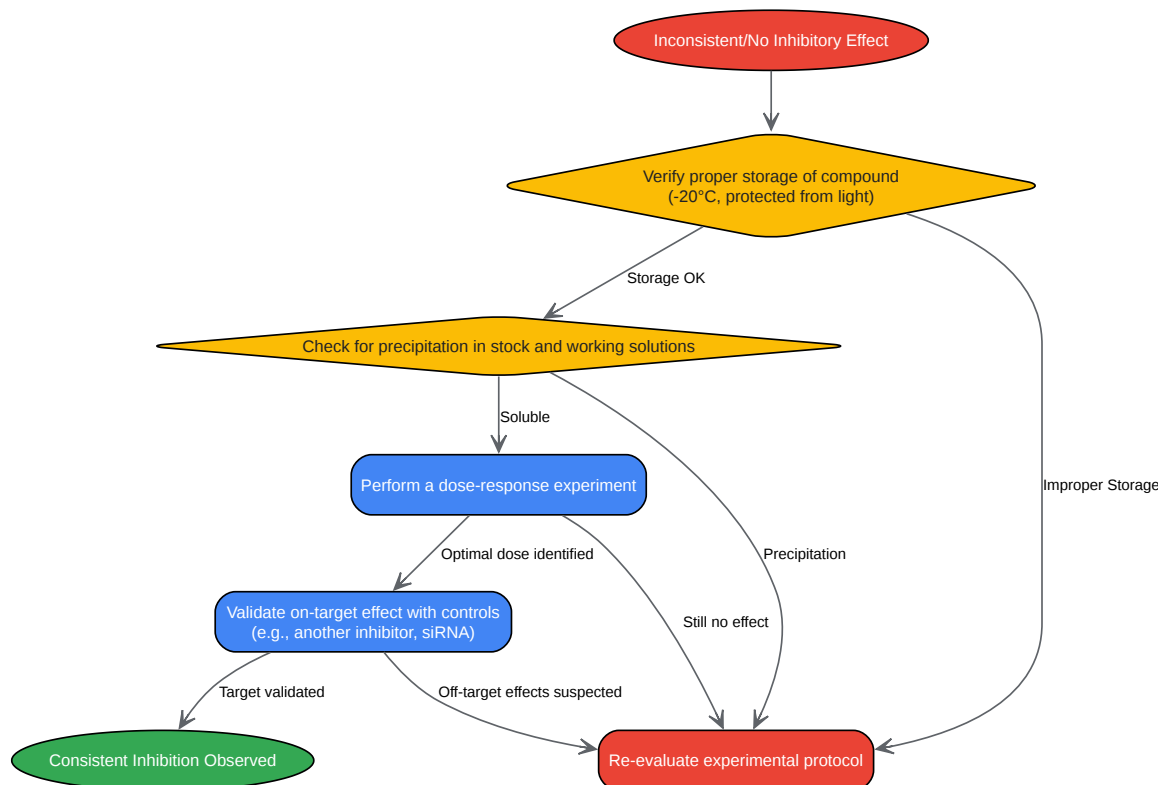 Inconsistent/No Inhibitory Effect
Verify proper storage of compound
(-20°C, protected from light)
Storage OK
Check for precipitation in stock and working solutions
Soluble
Perform a dose-response experiment
Improper Storage
Optimal dose identified
Precipitation
Validate on-target effect with controls
(e.g., another inhibitor, siRNA)
Still no effect
Target validated
Off-target effects suspected
Consistent Inhibition Observed
Re-evaluate experimental protocol